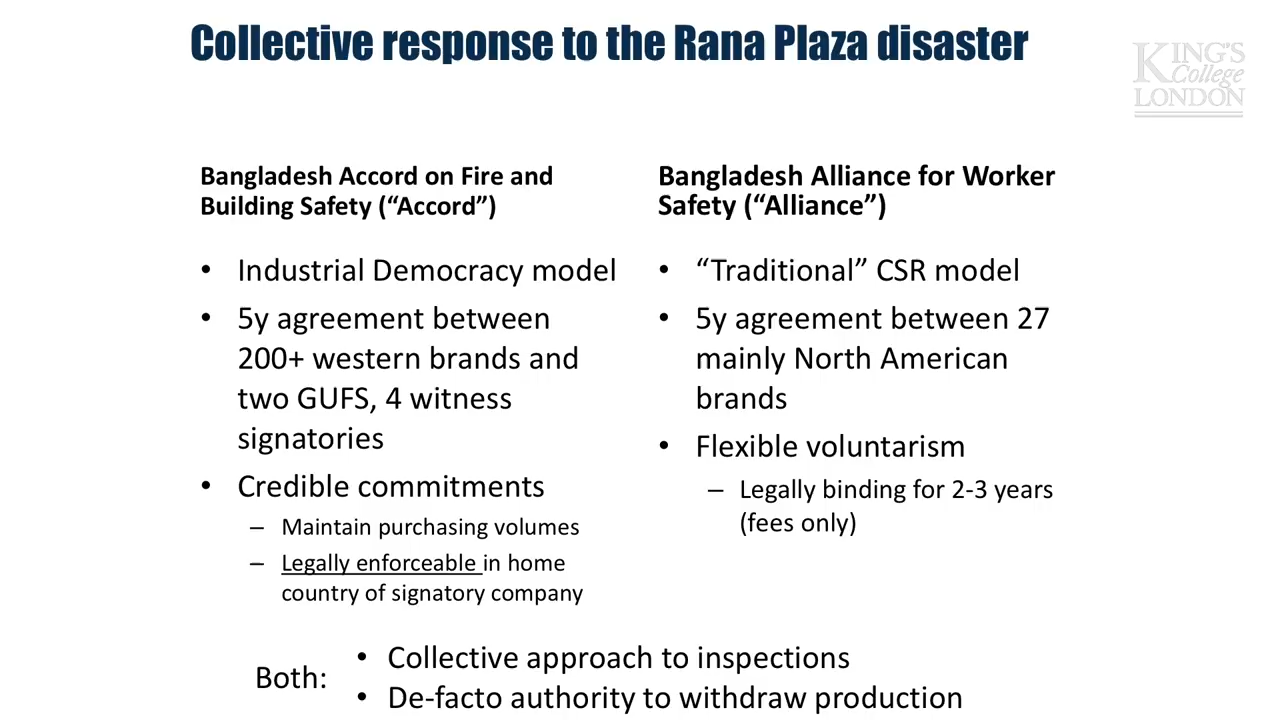 Collective response to the Rana Plaza disaster
KING'S
College
LONDON
Bangladesh Accord on Fire and
Building Safety (“Accord”)
• Industrial Democracy model
• 5y agreement between
200+ western brands and
two GUFS, 4 witness
signatories
• Credible commitments
– Maintain purchasing volumes
– Legally enforceable in home
country of signatory company
Bangladesh Alliance for Worker
Safety (“Alliance”)
• “Traditional” CSR model
• 5y agreement between 27
mainly North American
brands
• Flexible voluntarism
– Legally binding for 2-3 years
(fees only)
Both:
• Collective approach to inspections
• De-facto authority to withdraw production